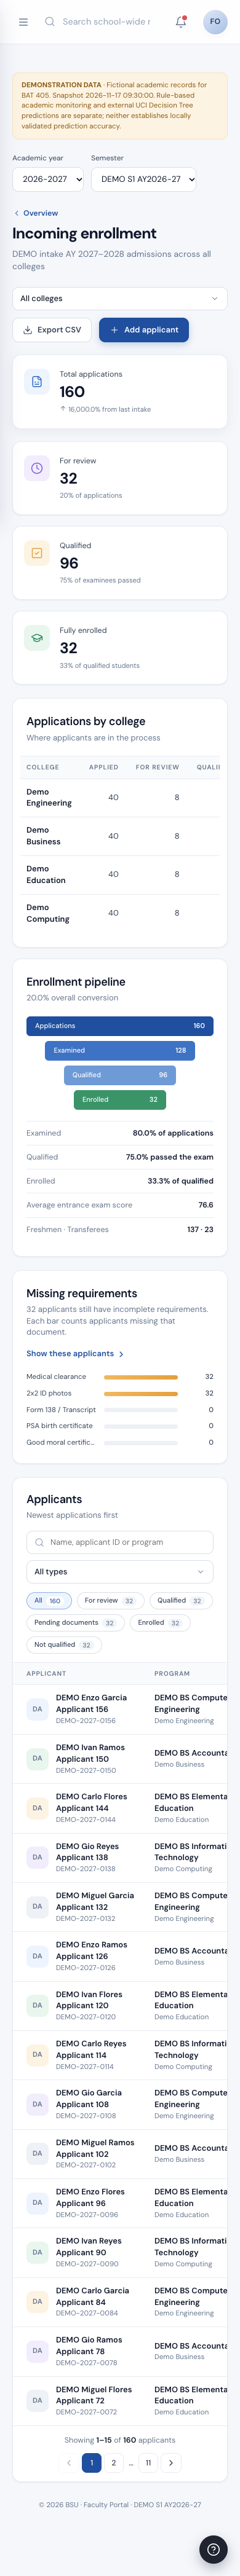 Search school-wide r
FO
DEMONSTRATION DATA · Fictional academic records for
BAT 405. Snapshot 2026-11-17 09:30:00. Rule-based
academic monitoring and external UCI Decision Tree
predictions are separate; neither establishes locally
validated prediction accuracy.
Academic year
Semester
2026-2027
DEMO S1 AY2026-27
Overview
Incoming enrollment
DEMO intake AY 2027–2028 admissions across all
colleges
All colleges
Export CSV
Add applicant
Total applications
160
↑ 16,000.0% from last intake
For review
32
20% of applications
Qualified
96
75% of examinees passed
Fully enrolled
32
33% of qualified students
Applications by college
Where applicants are in the process
COLLEGE APPLIED FOR REVIEW QUALI
Demo
Engineering
40 8
Demo
Business
40 8
Demo
Education
40 8
Demo
Computing
40 8
Enrollment pipeline
20.0% overall conversion
Applications 160
Examined 128
Qualified 96
Enrolled 32
Examined 80.0% of applications
Qualified 75.0% passed the exam
Enrolled 33.3% of qualified
Average entrance exam score 76.6
Freshmen · Transferees 137 · 23
Missing requirements
32 applicants still have incomplete requirements.
Each bar counts applicants missing that
document.
Show these applicants
Medical clearance 32
2x2 ID photos 32
Form 138 / Transcript 0
PSA birth certificate 0
Good moral certific... 0
Applicants
Newest applications first
Name, applicant ID or program
All types
All 160
For review 32
Qualified 32
Pending documents 32
Enrolled 32
Not qualified 32
APPLICANT PROGRAM
DA
DEMO Enzo Garcia
Applicant 156
DEMO-2027-0156
DEMO BS Compute
Engineering
Demo Engineering
DA
DEMO Ivan Ramos
Applicant 150
DEMO-2027-0150
DEMO BS Accounta
Demo Business
DA
DEMO Carlo Flores
Applicant 144
DEMO-2027-0144
DEMO BS Elementa
Education
Demo Education
DA
DEMO Gio Reyes
Applicant 138
DEMO-2027-0138
DEMO BS Informati
Technology
Demo Computing
DA
DEMO Miguel Garcia
Applicant 132
DEMO-2027-0132
DEMO BS Compute
Engineering
Demo Engineering
DA
DEMO Enzo Ramos
Applicant 126
DEMO-2027-0126
DEMO BS Accounta
Demo Business
DA
DEMO Ivan Flores
Applicant 120
DEMO-2027-0120
DEMO BS Elementa
Education
Demo Education
DA
DEMO Carlo Reyes
Applicant 114
DEMO-2027-0114
DEMO BS Informati
Technology
Demo Computing
DA
DEMO Gio Garcia
Applicant 108
DEMO-2027-0108
DEMO BS Compute
Engineering
Demo Engineering
DA
DEMO Miguel Ramos
Applicant 102
DEMO-2027-0102
DEMO BS Accounta
Demo Business
DA
DEMO Enzo Flores
Applicant 96
DEMO-2027-0096
DEMO BS Elementa
Education
Demo Education
DA
DEMO Ivan Reyes
Applicant 90
DEMO-2027-0090
DEMO BS Informati
Technology
Demo Computing
DA
DEMO Carlo Garcia
Applicant 84
DEMO-2027-0084
DEMO BS Compute
Engineering
Demo Engineering
DA
DEMO Gio Ramos
Applicant 78
DEMO-2027-0078
DEMO BS Accounta
Demo Business
DA
DEMO Miguel Flores
Applicant 72
DEMO-2027-0072
DEMO BS Elementa
Education
Demo Education
Showing 1–15 of 160 applicants
1 2 … 11
© 2026 BSU · Faculty Portal · DEMO S1 AY2026-27